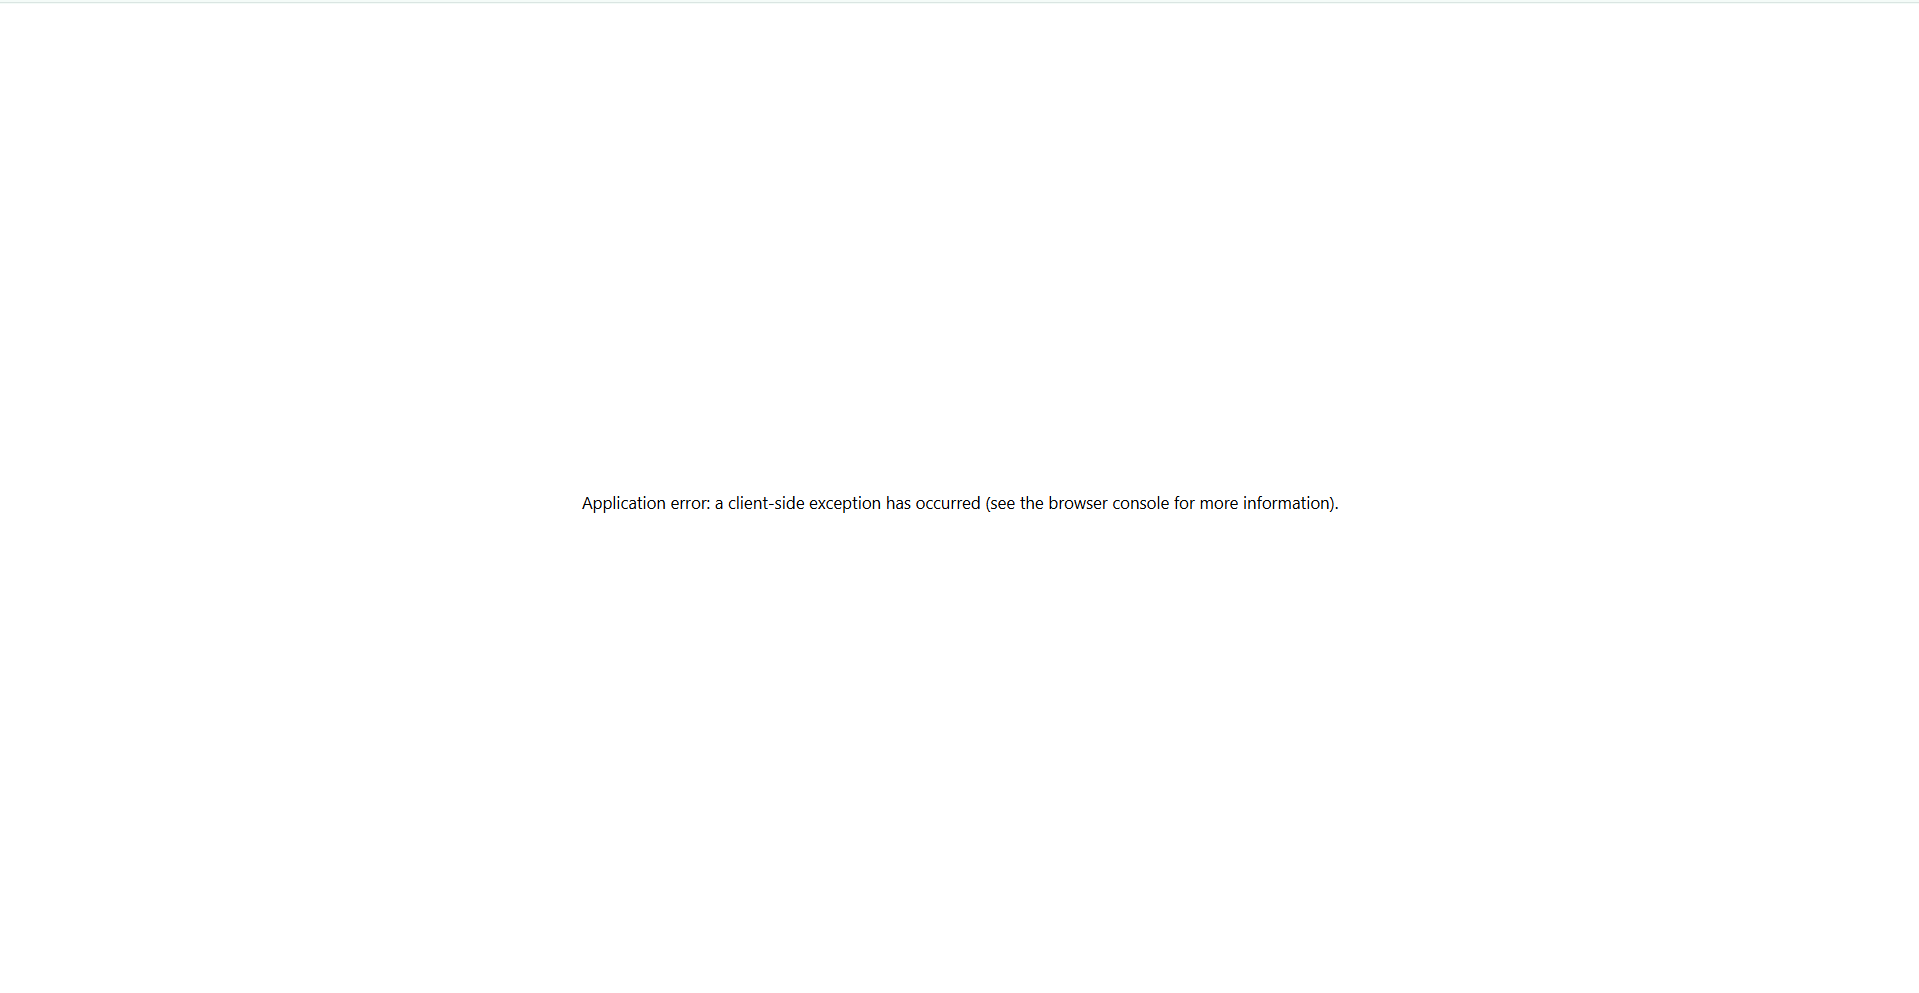 Application error: a client-side exception has occurred (see the browser console for more information).